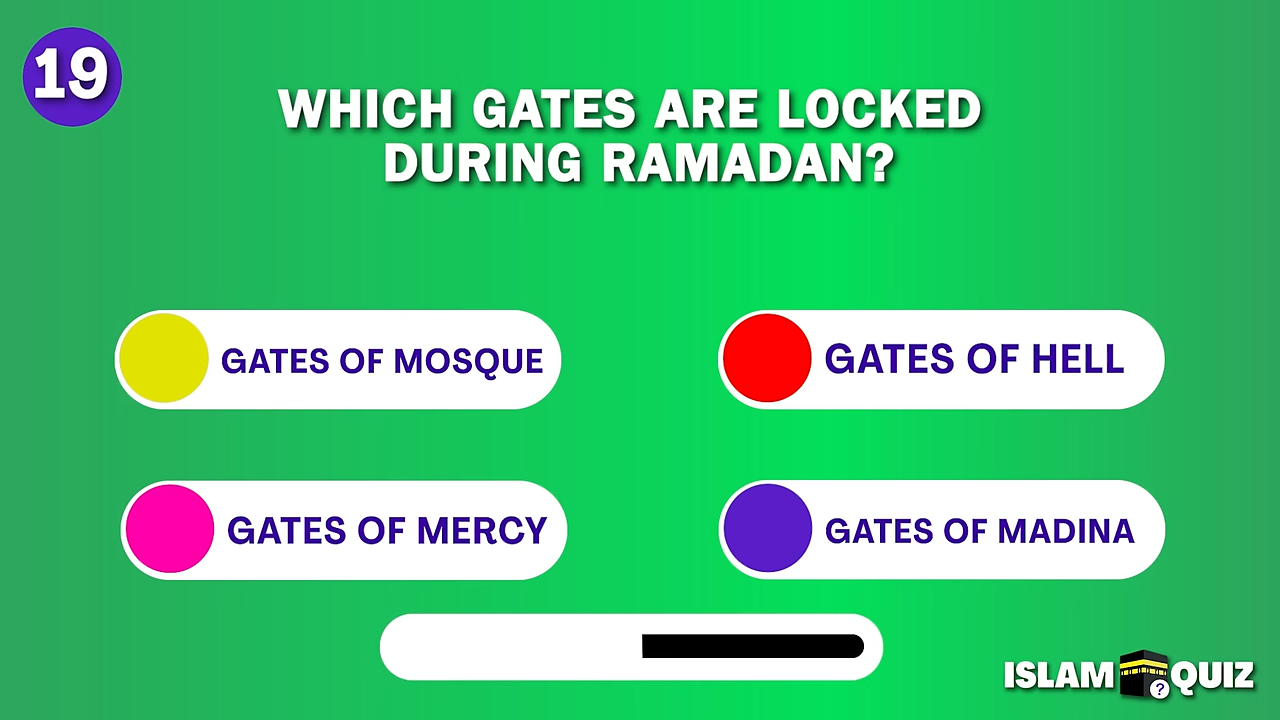 19
WHICH GATES ARE LOCKED
DURING RAMADAN?
GATES OF MOSQUE
GATES OF HELL
GATES OF MERCY
GATES OF MADINA
ISLAM ? QUIZ